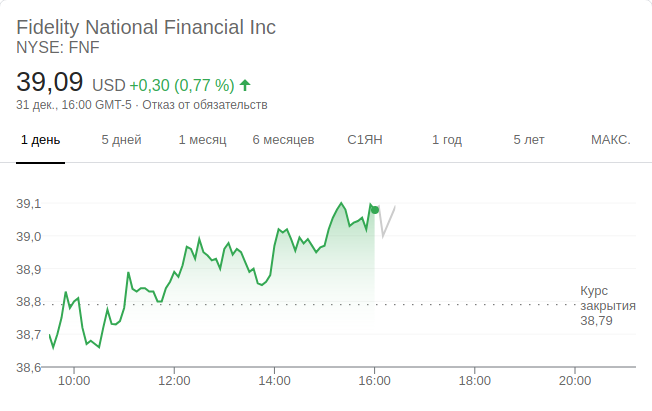 Fidelity National Financial Inc
NYSE: FNF
39,09 USD +0,30 (0,77 %)
31 дек., 16:00 GMT-5 · Отказ от обязательств
1 день 5 дней 1 месяц 6 месяцев С1ЯН 1 год 5 лет МАКС.
39,1
39,0
38,9
38,8
38,7
38,6
Курс
закрытия
38,79
10:00 12:00 14:00 16:00 18:00 20:00